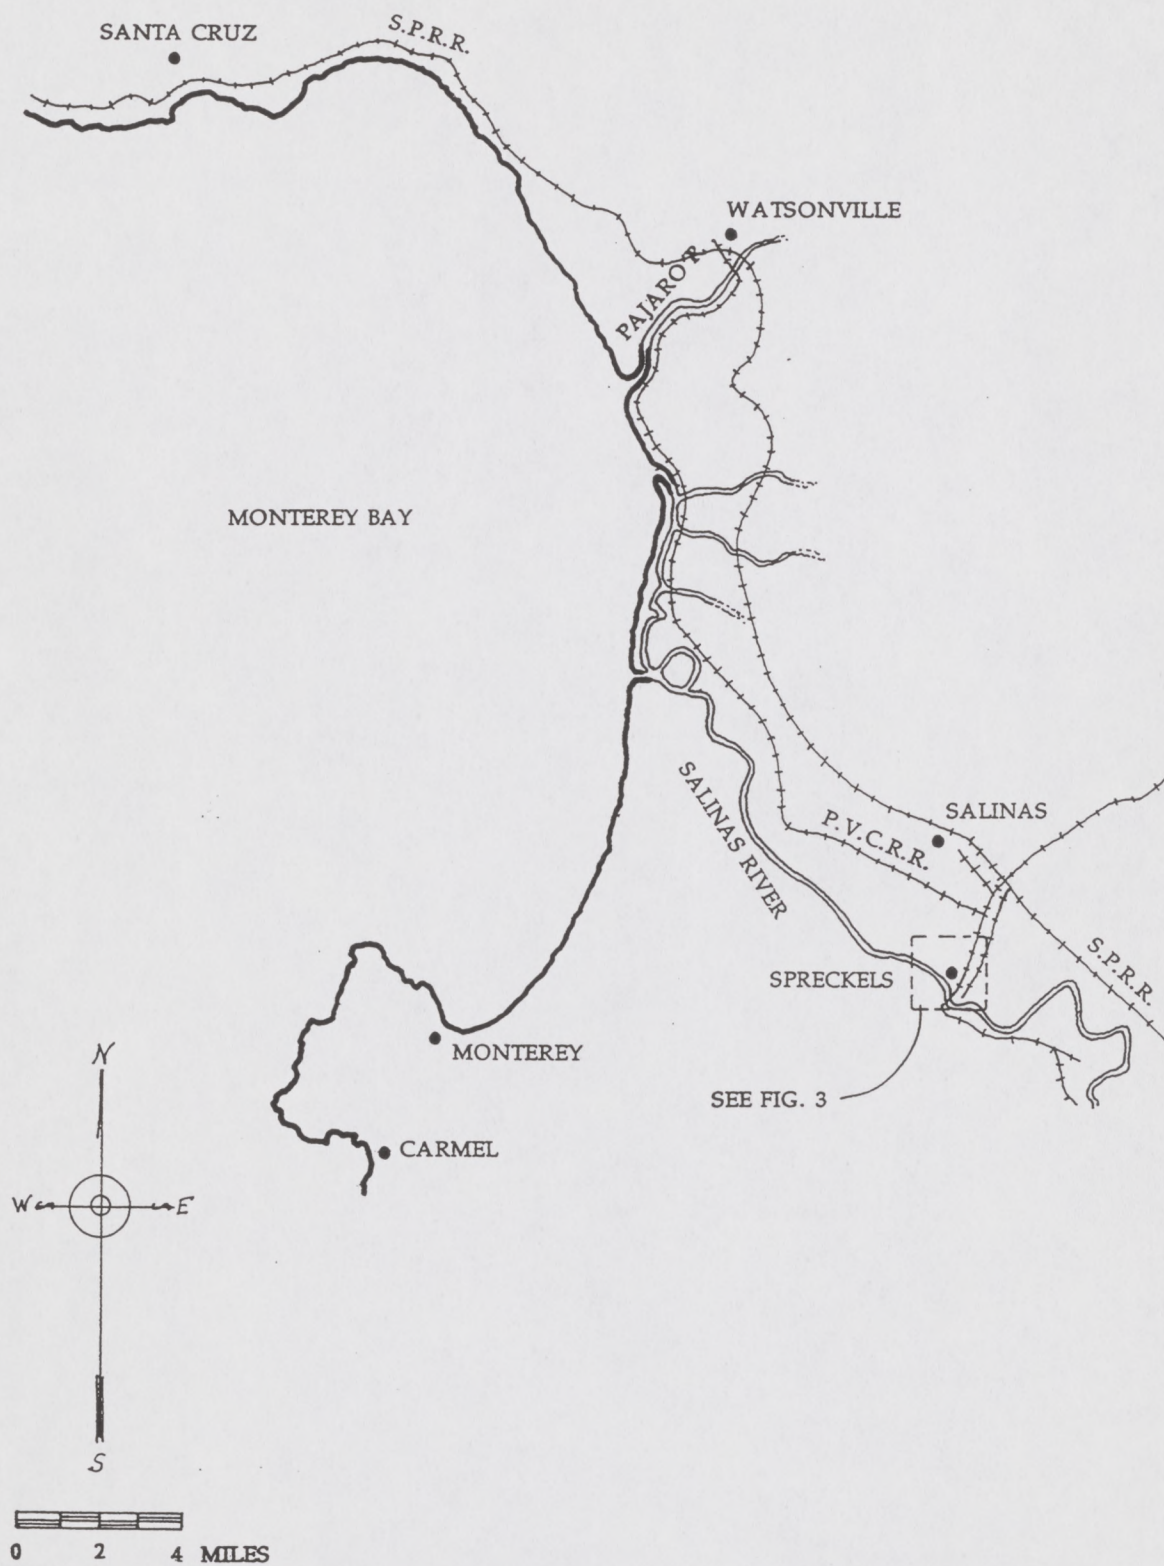 SANTA CRUZ
S.P.R.R.
WATSONVILLE
PAJARO R.
MONTEREY BAY
SALINAS RIVER
SALINAS
P.V.C.R.R.
S.P.R.R.
SPRECKELS
MONTEREY
SEE FIG. 3
CARMEL
N
W
E
S
0 2 4 MILES